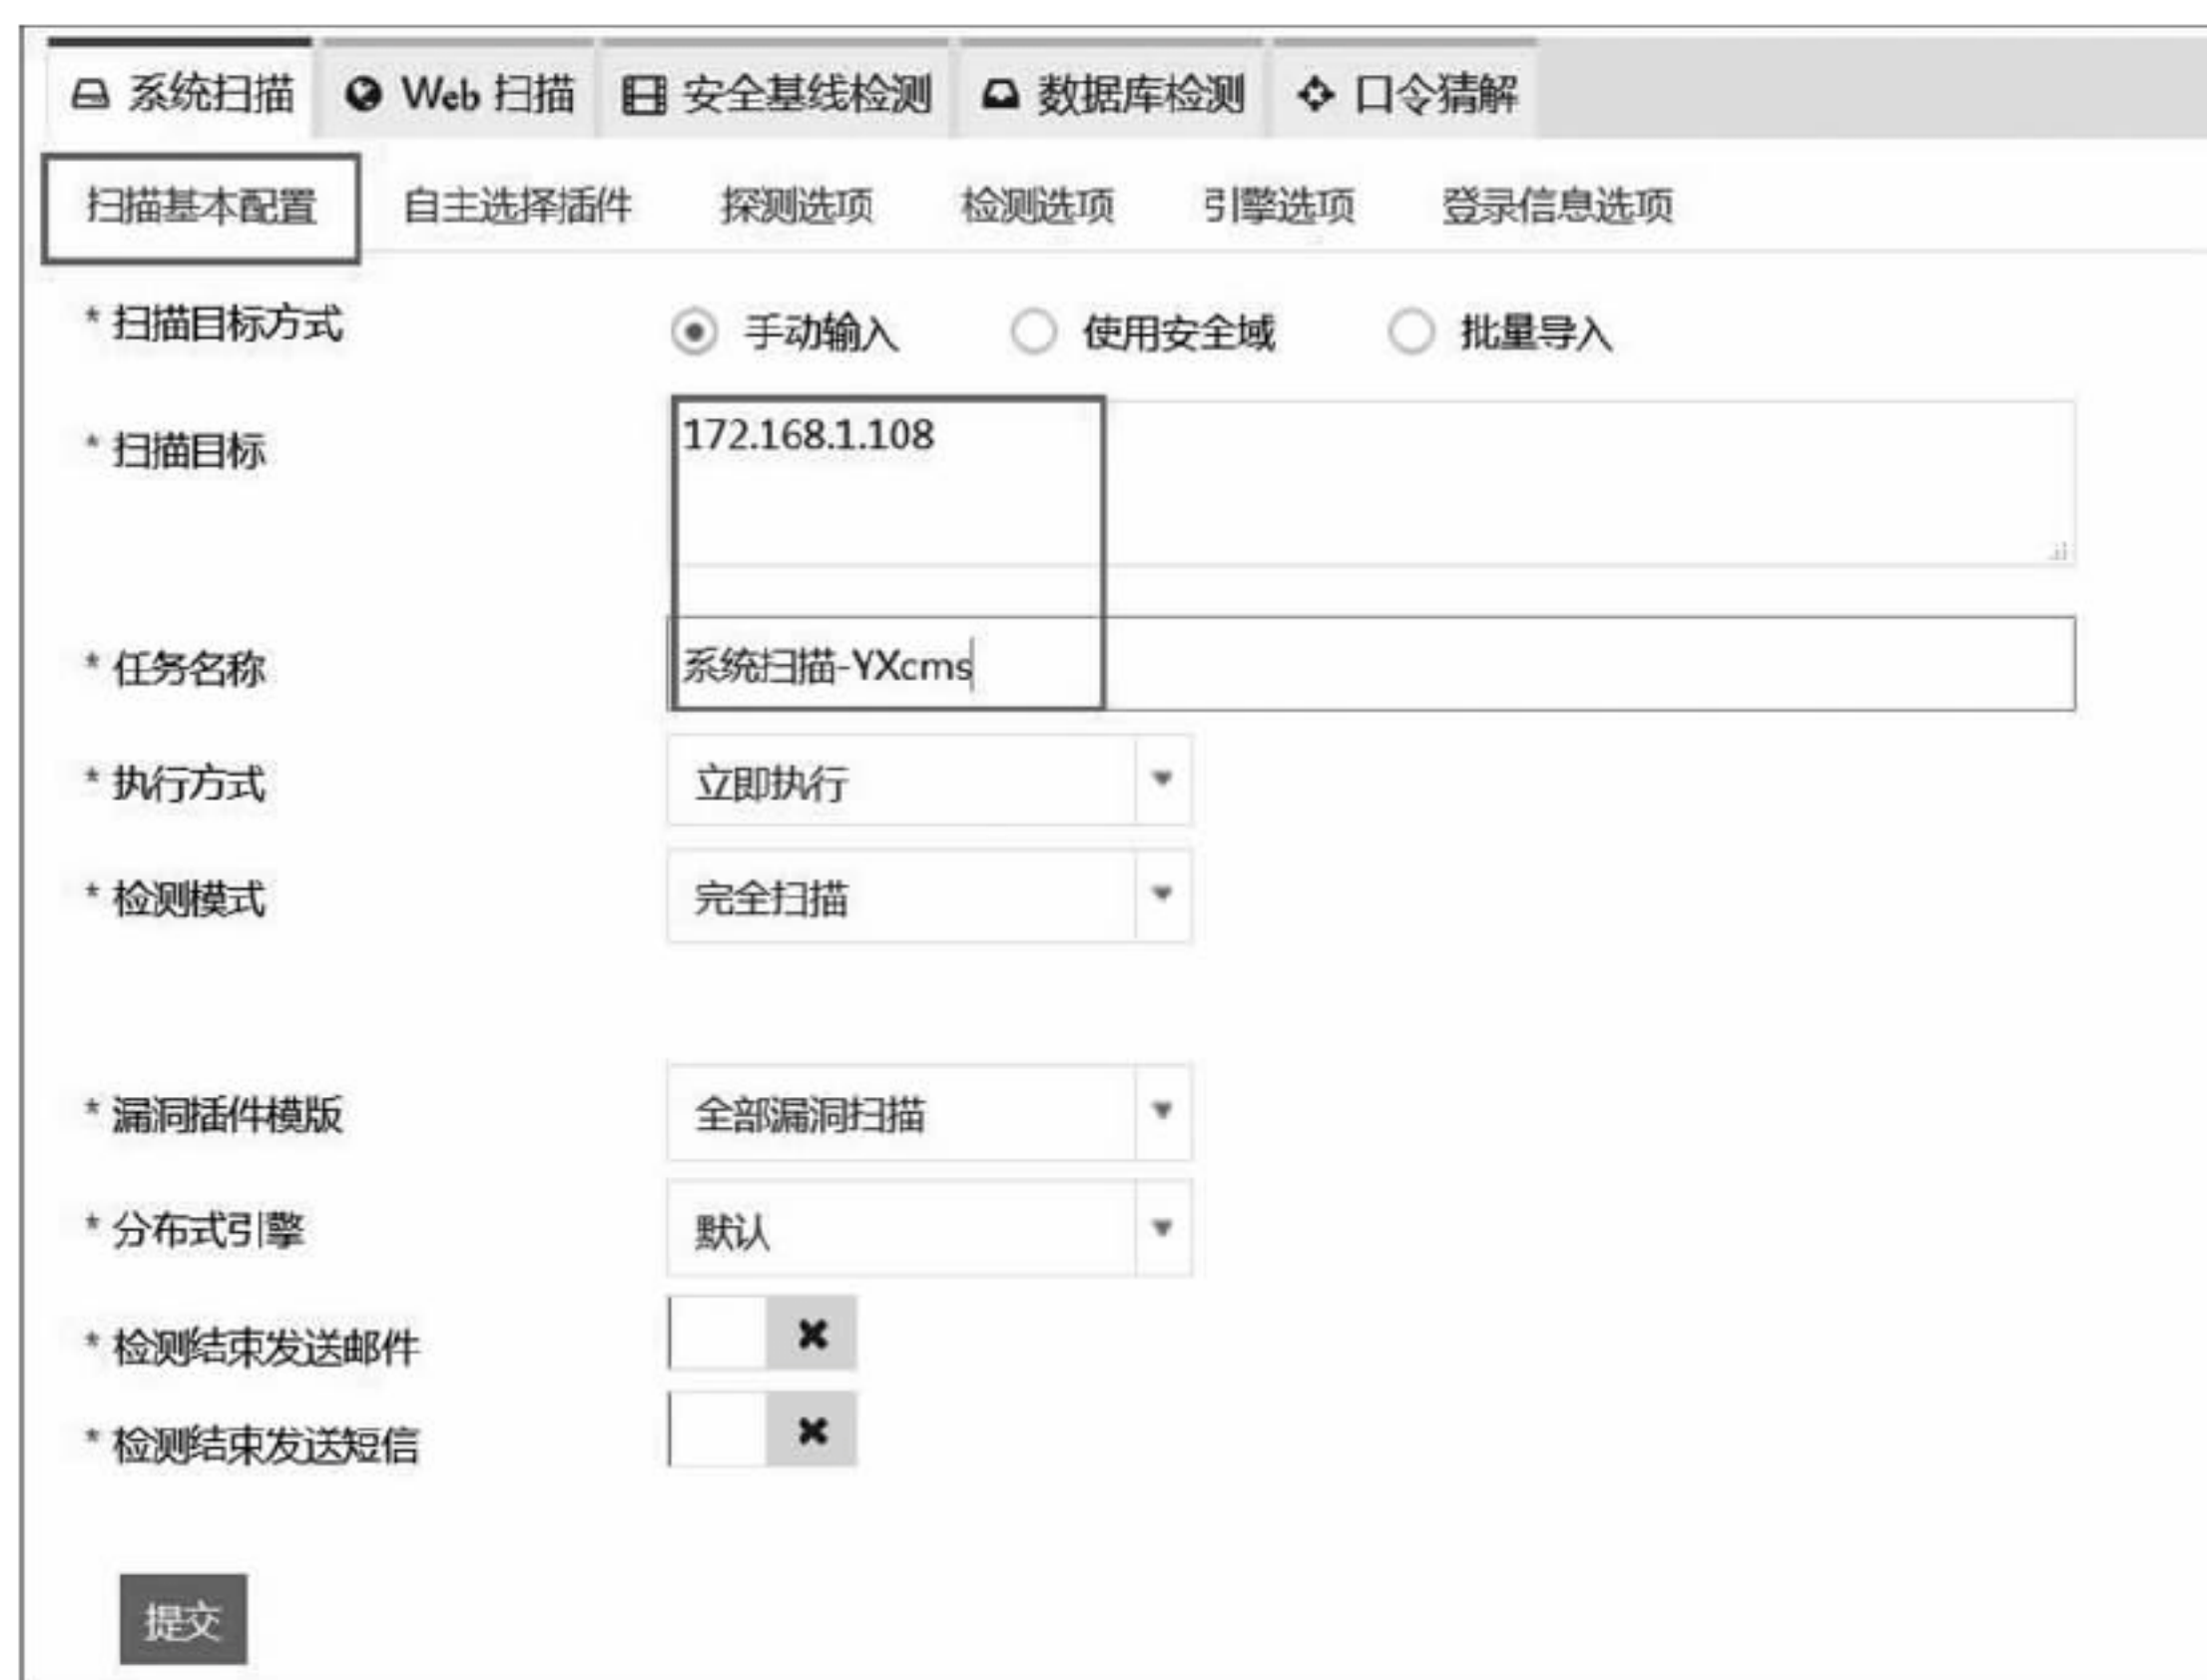 系统扫描 Web 扫描 安全基线检测 数据库检测 口令猜解
扫描基本配置 自主选择插件 探测选项 检测选项 引擎选项 登录信息选项
* 扫描目标方式 手动输入 使用安全域 批量导入
* 扫描目标 172.168.1.108
* 任务名称 系统扫描-YXcms
* 执行方式 立即执行
* 检测模式 完全扫描
* 漏洞插件模版 全部漏洞扫描
* 分布式引擎 默认
* 检测结束发送邮件
* 检测结束发送短信
提交